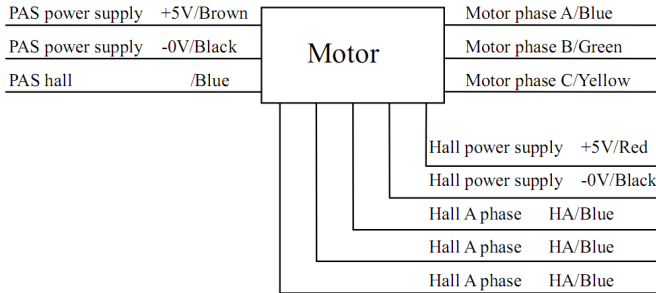 PAS power supply +5V/Brown
PAS power supply -0V/Black
PAS hall /Blue
Motor
Motor phase A/Blue
Motor phase B/Green
Motor phase C/Yellow
Hall power supply +5V/Red
Hall power supply -0V/Black
Hall A phase HA/Blue
Hall A phase HA/Blue
Hall A phase HA/Blue